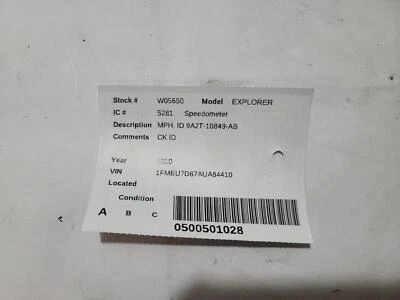 Stock # W05650 Model EXPLORER
IC # 5281 Speedometer
Description MPH, ID 9A2T-10849-AB
Comments CK ID
Year 2010
VIN 1FMEU7D87AUA84410
Located
Condition
A B C
0500501028